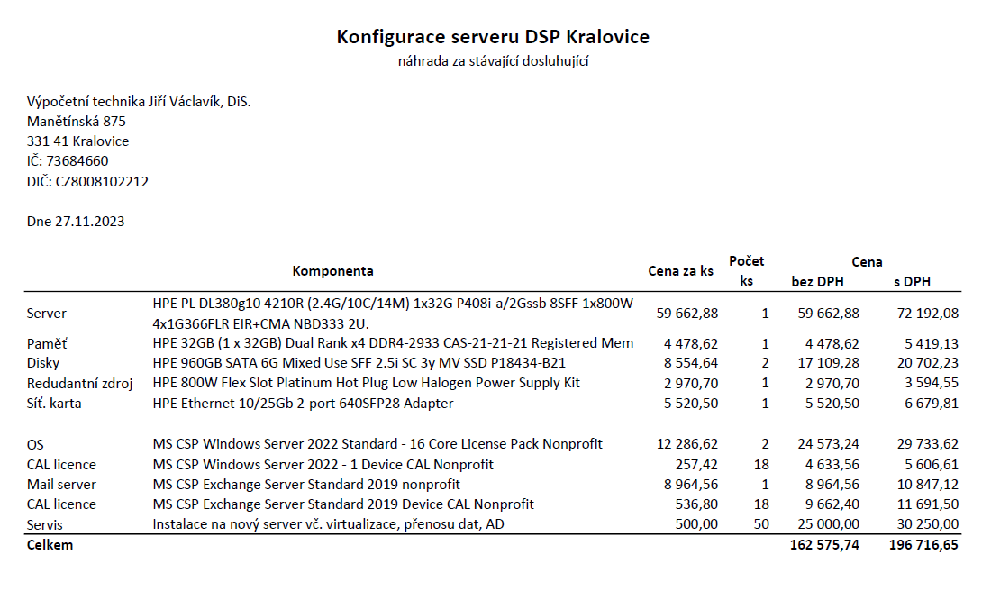 Konfigurace serveru DSP Kralovice
náhrada za stávající dosluhující
Výpočetní technika Jiří Václavík, DiS.
Manětínská 875
331 41 Kralovice
IČ: 73684660
DIČ: CZ8008102212
Dne 27.11.2023
Komponenta Cena za ks Počet ks Cena
bez DPH s DPH
Server HPE PL DL380g10 4210R (2.4G/10C/14M) 1x32G P408i-a/2Gssb 8SFF 1x800W
4x1G366FLR EIR+CMA NBD333 2U. 59 662,88 1 59 662,88 72 192,08
Paměť HPE 32GB (1 x 32GB) Dual Rank x4 DDR4-2933 CAS-21-21-21 Registered Mem 4 478,62 1 4 478,62 5 419,13
Disky HPE 960GB SATA 6G Mixed Use SFF 2.5i SC 3y MV SSD P18434-B21 8 554,64 2 17 109,28 20 702,23
Redudantní zdroj HPE 800W Flex Slot Platinum Hot Plug Low Halogen Power Supply Kit 2 970,70 1 2 970,70 3 594,55
Síť. karta HPE Ethernet 10/25Gb 2-port 640SFP28 Adapter 5 520,50 1 5 520,50 6 679,81
OS MS CSP Windows Server 2022 Standard - 16 Core License Pack Nonprofit 12 286,62 2 24 573,24 29 733,62
CAL licence MS CSP Windows Server 2022 - 1 Device CAL Nonprofit 257,42 18 4 633,56 5 606,61
Mail server MS CSP Exchange Server Standard 2019 nonprofit 8 964,56 1 8 964,56 10 847,12
CAL licence MS CSP Exchange Server Standard 2019 Device CAL Nonprofit 536,80 18 9 662,40 11 691,50
Servis Instalace na nový server vč. virtualizace, přenosu dat, AD 500,00 50 25 000,00 30 250,00
Celkem 162 575,74 196 716,65